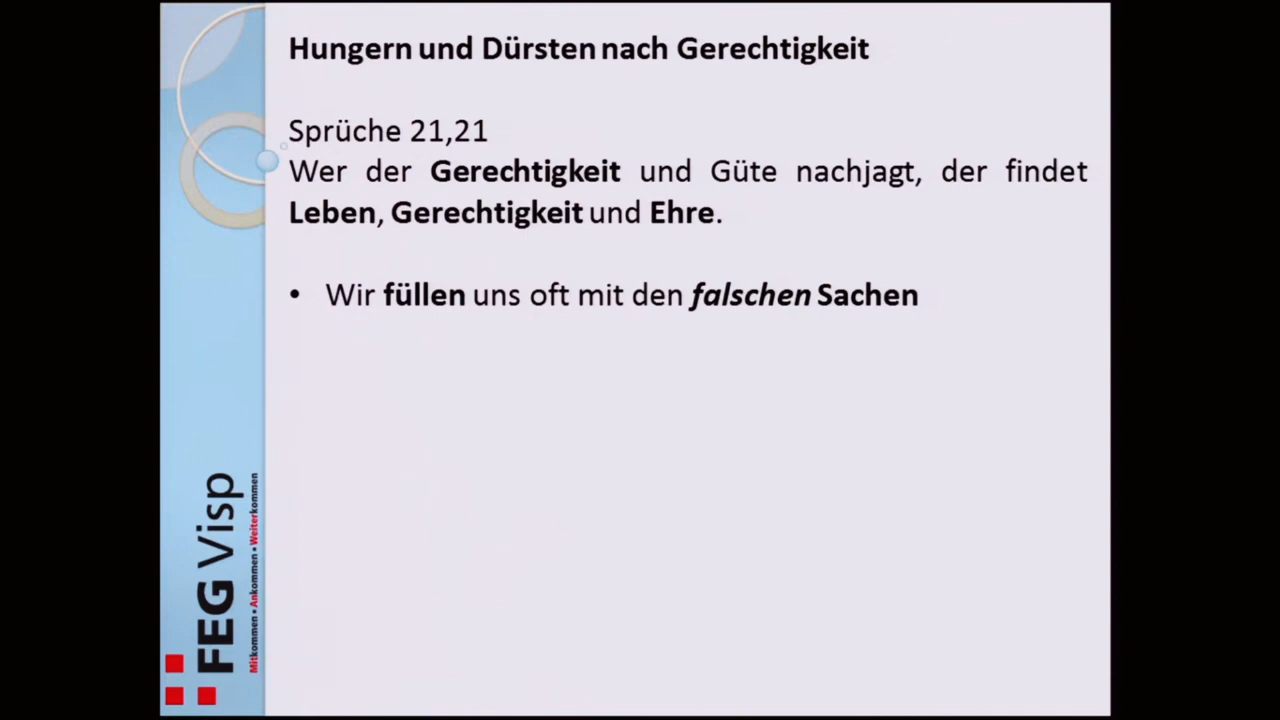 Hungern und Dürsten nach Gerechtigkeit
Sprüche 21,21
Wer der Gerechtigkeit und Güte nachjagt, der findet
Leben, Gerechtigkeit und Ehre.
• Wir füllen uns oft mit den falschen Sachen
FEG Visp
Mitkommen • Ankommen • Weiterkommen